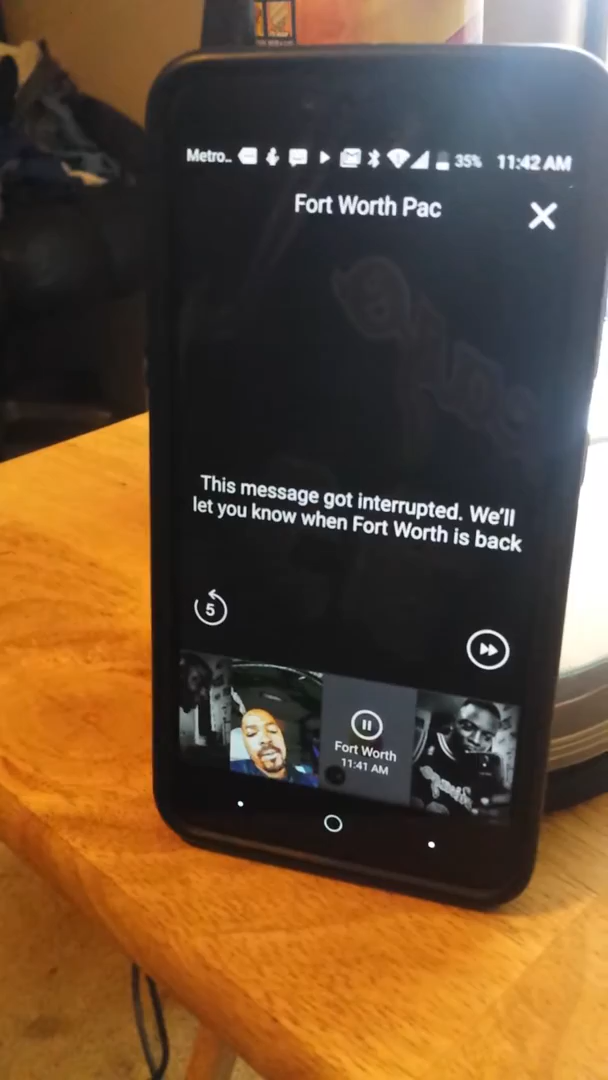 Metro.. 35% 11:42 AM
Fort Worth Pac
This message got interrupted. We'll
let you know when Fort Worth is back
5
Fort Worth
11:41 AM